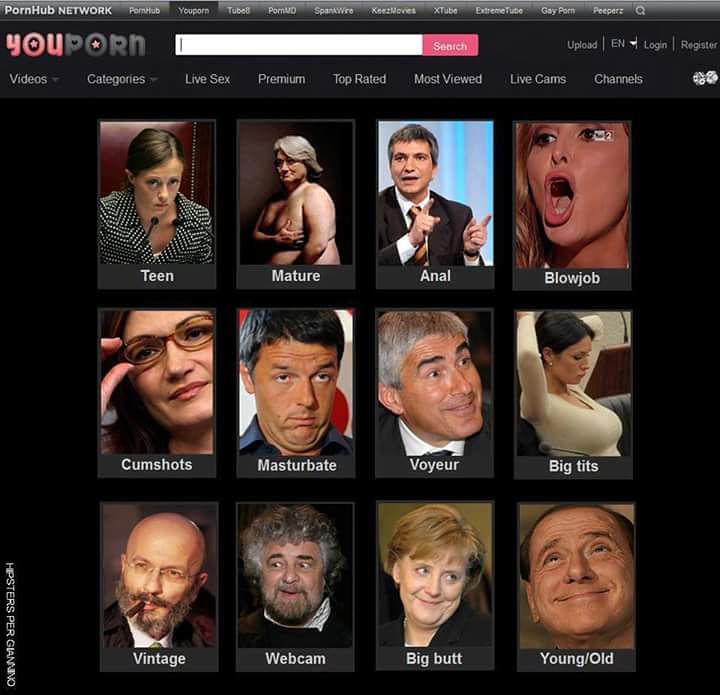 PornHub NETWORK PornHub Youporn Tube8 PornMD SpankWire KeezMovies XTube ExtremeTube Gay Porn Peeperz
YOUPORN Search Upload EN Login Register
Videos Categories Live Sex Premium Top Rated Most Viewed Live Cams Channels
2
Teen Mature Anal Blowjob
Cumshots Masturbate Voyeur Big tits
Vintage Webcam Big butt Young/Old
HIPSTERS PER GIANNINO